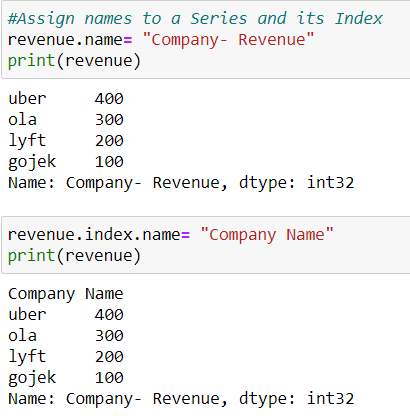 #Assign names to a Series and its Index
revenue.name= "Company- Revenue"
print(revenue)
uber     400
ola      300
lyft     200
gojek    100
Name: Company- Revenue, dtype: int32
revenue.index.name= "Company Name"
print(revenue)
Company Name
uber     400
ola      300
lyft     200
gojek    100
Name: Company- Revenue, dtype: int32